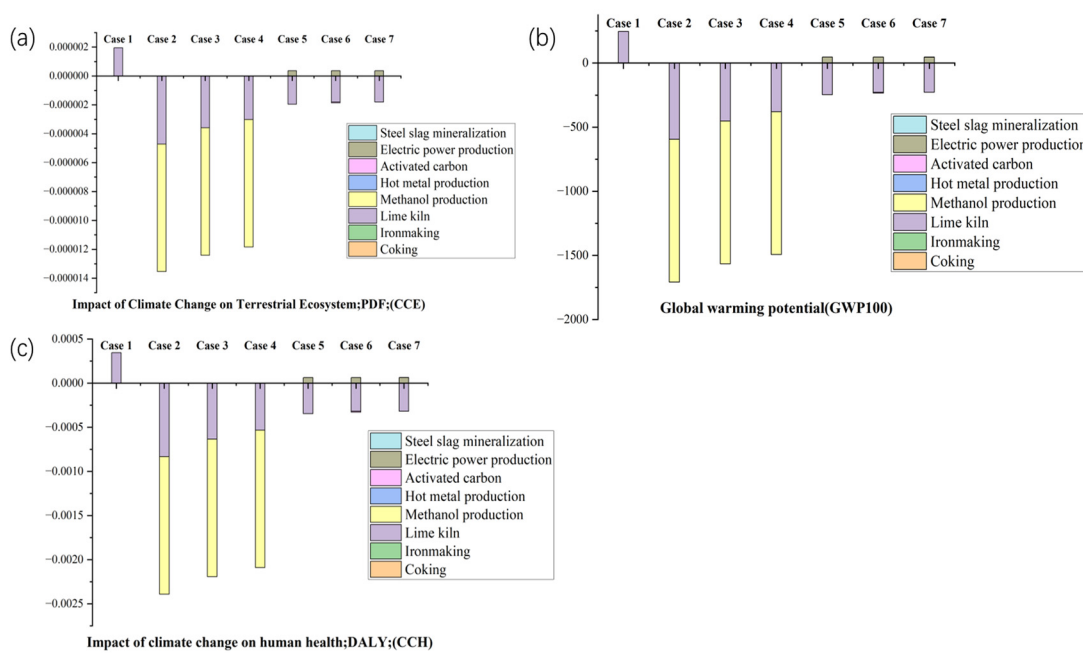 (a)
Case 1 Case 2 Case 3 Case 4 Case 5 Case 6 Case 7
0.000002
0.000000
−0.000002
−0.000004
−0.000006
−0.000008
−0.000010
−0.000012
−0.000014
Steel slag mineralization
Electric power production
Activated carbon
Hot metal production
Methanol production
Lime kiln
Ironmaking
Coking
Impact of Climate Change on Terrestrial Ecosystem;PDF;(CCE)
(b)
Case 1 Case 2 Case 3 Case 4 Case 5 Case 6 Case 7
0
−500
−1000
−1500
−2000
Steel slag mineralization
Electric power production
Activated carbon
Hot metal production
Methanol production
Lime kiln
Ironmaking
Coking
Global warming potential(GWP100)
(c)
0.0005
Case 1 Case 2 Case 3 Case 4 Case 5 Case 6 Case 7
0.0000
−0.0005
−0.0010
−0.0015
−0.0020
−0.0025
Steel slag mineralization
Electric power production
Activated carbon
Hot metal production
Methanol production
Lime kiln
Ironmaking
Coking
Impact of climate change on human health;DALY;(CCH)